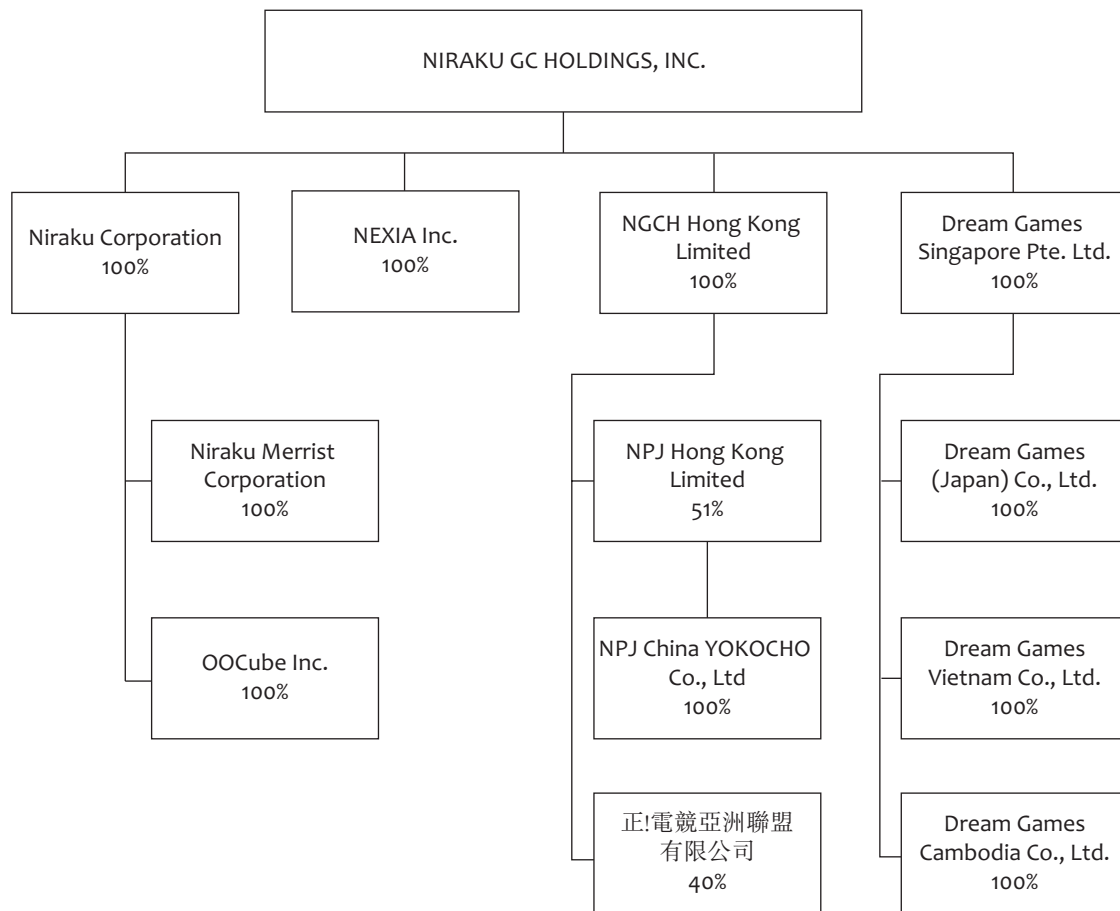 NIRAKU GC HOLDINGS, INC.
Niraku Corporation
100%
NEXIA Inc.
100%
NGCH Hong Kong
Limited
100%
Dream Games
Singapore Pte. Ltd.
100%
Niraku Merrist
Corporation
100%
NPJ Hong Kong
Limited
51%
Dream Games
(Japan) Co., Ltd.
100%
OOCube Inc.
100%
NPJ China YOKOCHO
Co., Ltd
100%
Dream Games
Vietnam Co., Ltd.
100%
正!電競亞洲聯盟
有限公司
40%
Dream Games
Cambodia Co., Ltd.
100%